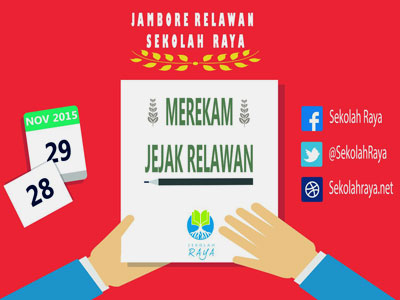 JAMBORE RELAWAN
SEKOLAH RAYA
NOV 2015
29
28
MEREKAM
JEJAK RELAWAN
SEKOLAH
RAYA
Sekolah Raya
@SekolahRaya
Sekolahraya.net